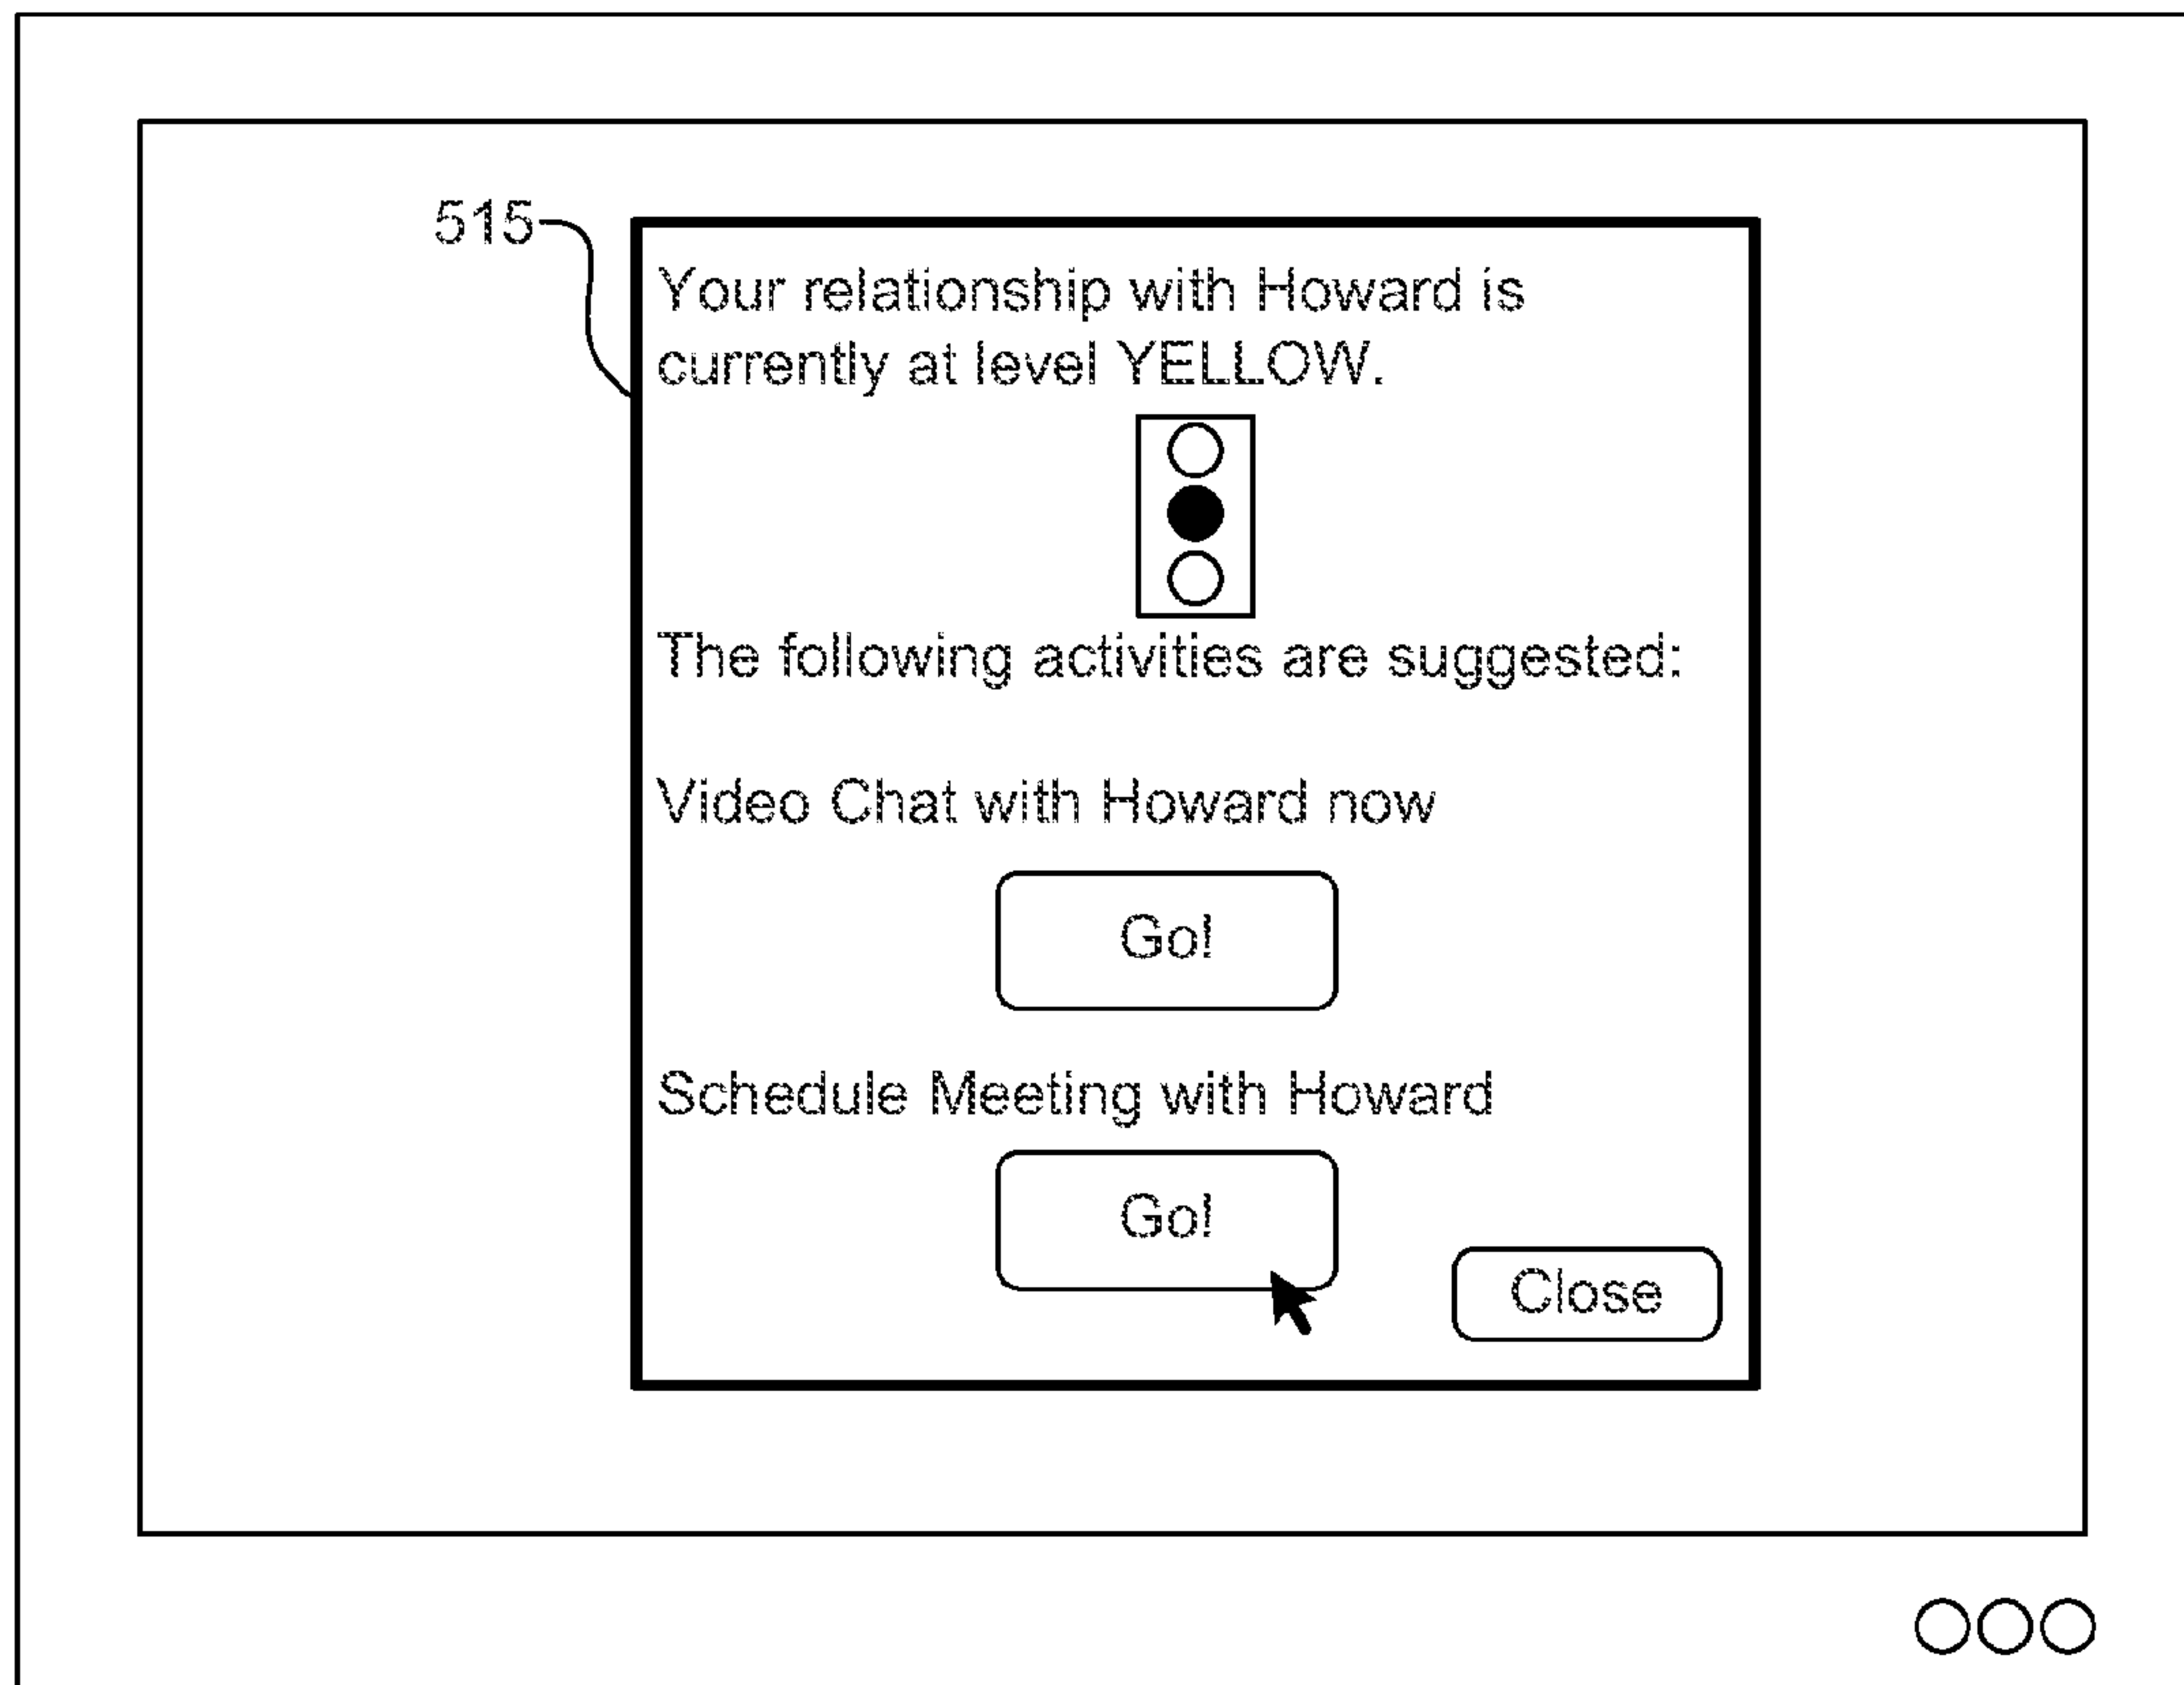 515
Your relationship with Howard is
currently at level YELLOW.
The following activities are suggested:
Video Chat with Howard now
Go!
Schedule Meeting with Howard
Go!
Close